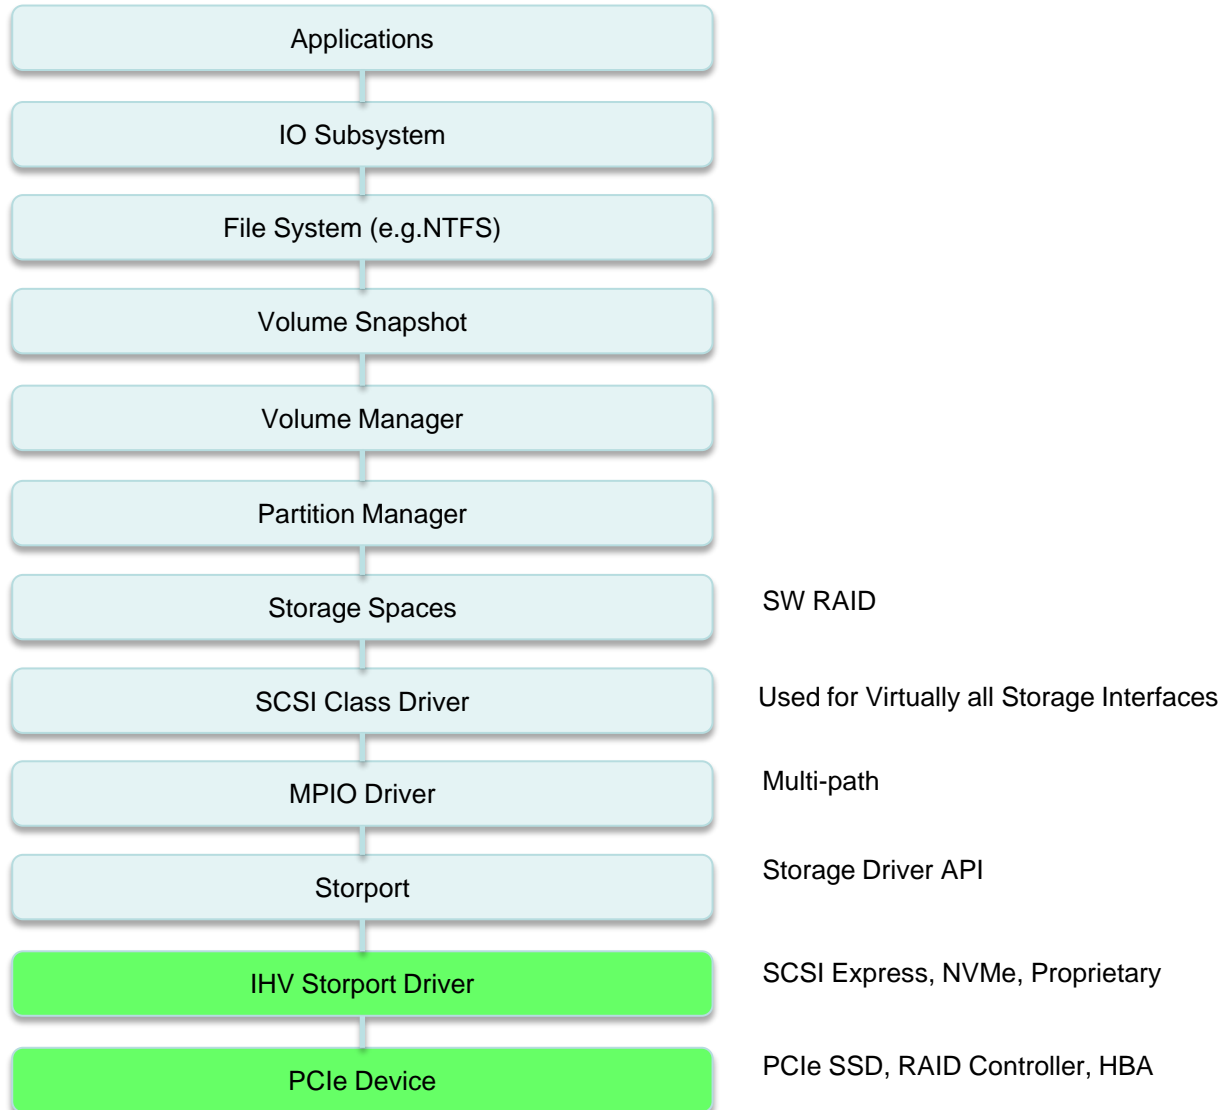 Applications
IO Subsystem
File System (e.g.NTFS)
Volume Snapshot
Volume Manager
Partition Manager
Storage Spaces
SW RAID
SCSI Class Driver
Used for Virtually all Storage Interfaces
MPIO Driver
Multi-path
Storport
Storage Driver API
IHV Storport Driver
SCSI Express, NVMe, Proprietary
PCIe Device
PCIe SSD, RAID Controller, HBA